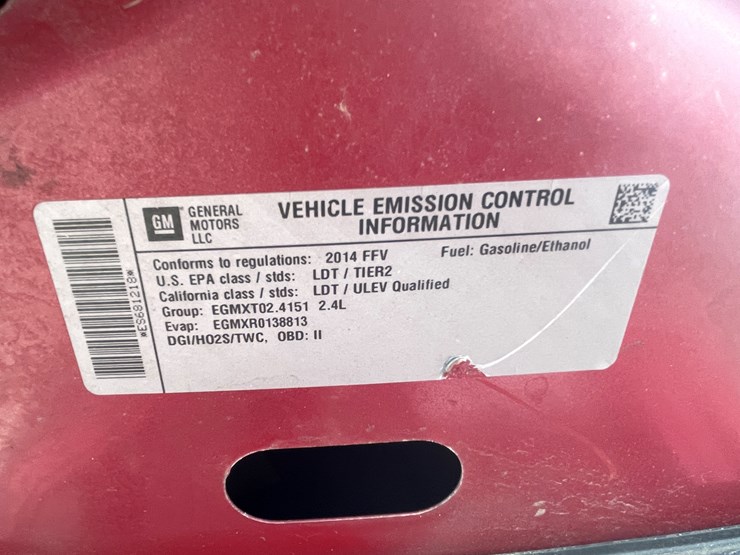 GM
GENERAL
MOTORS
LLC
VEHICLE EMISSION CONTROL
INFORMATION
Conforms to regulations: 2014 FFV
Fuel: Gasoline/Ethanol
U.S. EPA class / stds: LDT / TIER2
California class / stds: LDT / ULEV Qualified
Group: EGMXT02.4151 2.4L
Evap: EGMXR0138813
DGI/HO2S/TWC, OBD: II
*ES681218*